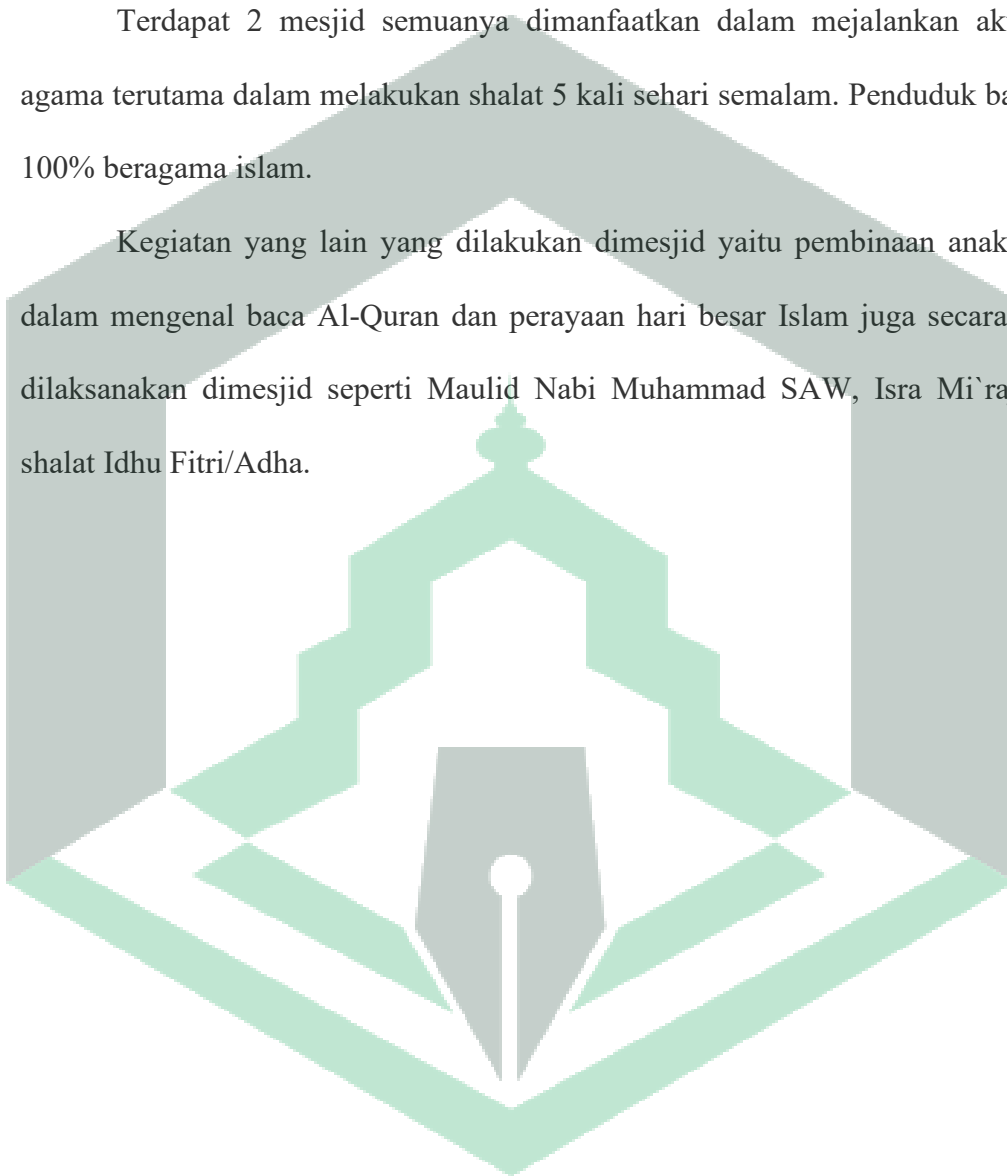 Terdapat 2 mesjid semuanya dimanfaatkan dalam mejalankan ak
agama terutama dalam melakukan shalat 5 kali sehari semalam. Penduduk ba
100% beragama islam.
Kegiatan yang lain yang dilakukan dimesjid yaitu pembinaan anak
dalam mengenal baca Al-Quran dan perayaan hari besar Islam juga secara
dilaksanakan dimesjid seperti Maulid Nabi Muhammad SAW, Isra Mi`ra
shalat Idhu Fitri/Adha.